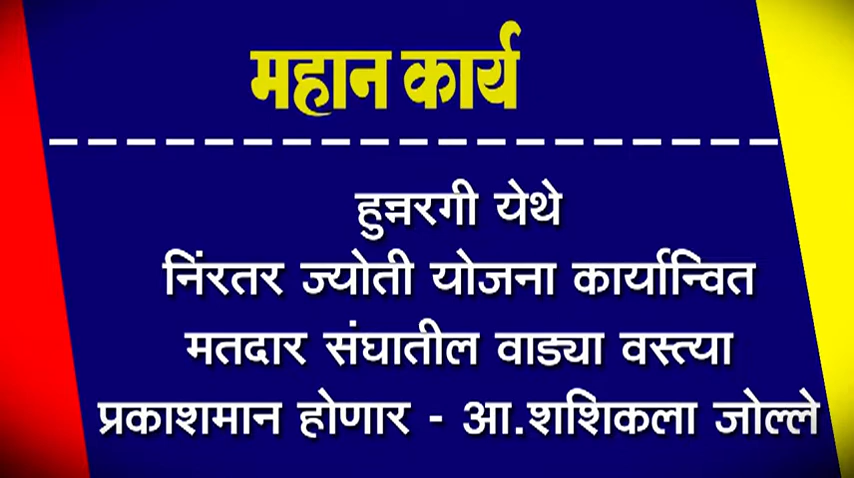 महान कार्य
हुन्नरगी येथे
निंरतर ज्योती योजना कार्यान्वित
मतदार संघातील वाड्या वस्त्या
प्रकाशमान होणार - आ.शशिकला जोल्ले